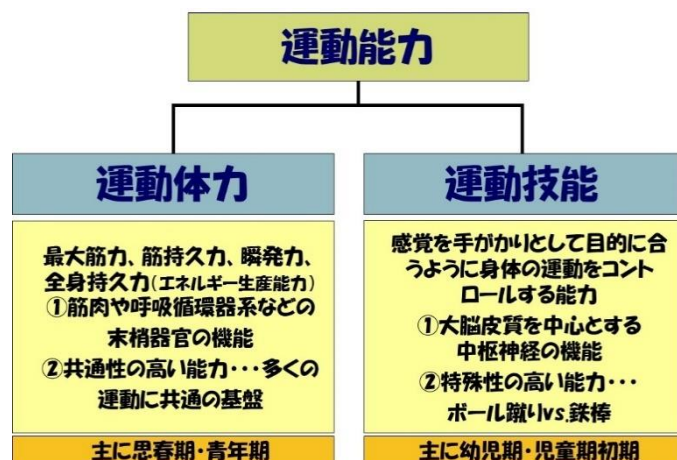 運動能力
運動体力
最大筋力、筋持久力、瞬発力、
全身持久力(エネルギー生産能力)
①筋肉や呼吸循環器系などの
末梢器官の機能
②共通性の高い能力・・・多くの
運動に共通の基盤
主に思春期・青年期
運動技能
感覚を手がかりとして目的に合
うように身体の運動をコント
ロールする能力
①大脳皮質を中心とする
中枢神経の機能
②特殊性の高い能力・・・
ボール蹴りvs.鉄棒
主に幼児期・児童期初期